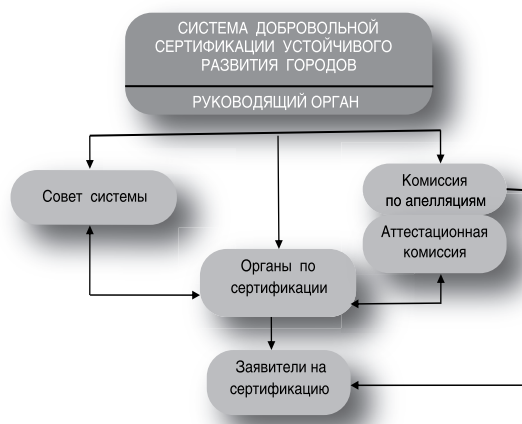 СИСТЕМА ДОБРОВОЛЬНОЙ
СЕРТИФИКАЦИИ УСТОЙЧИВОГО
РАЗВИТИЯ ГОРОДОВ
РУКОВОДЯЩИЙ ОРГАН
Совет системы
Комиссия
по апелляциям
Аттестационная
комиссия
Органы по
сертификации
Заявители на
сертификацию